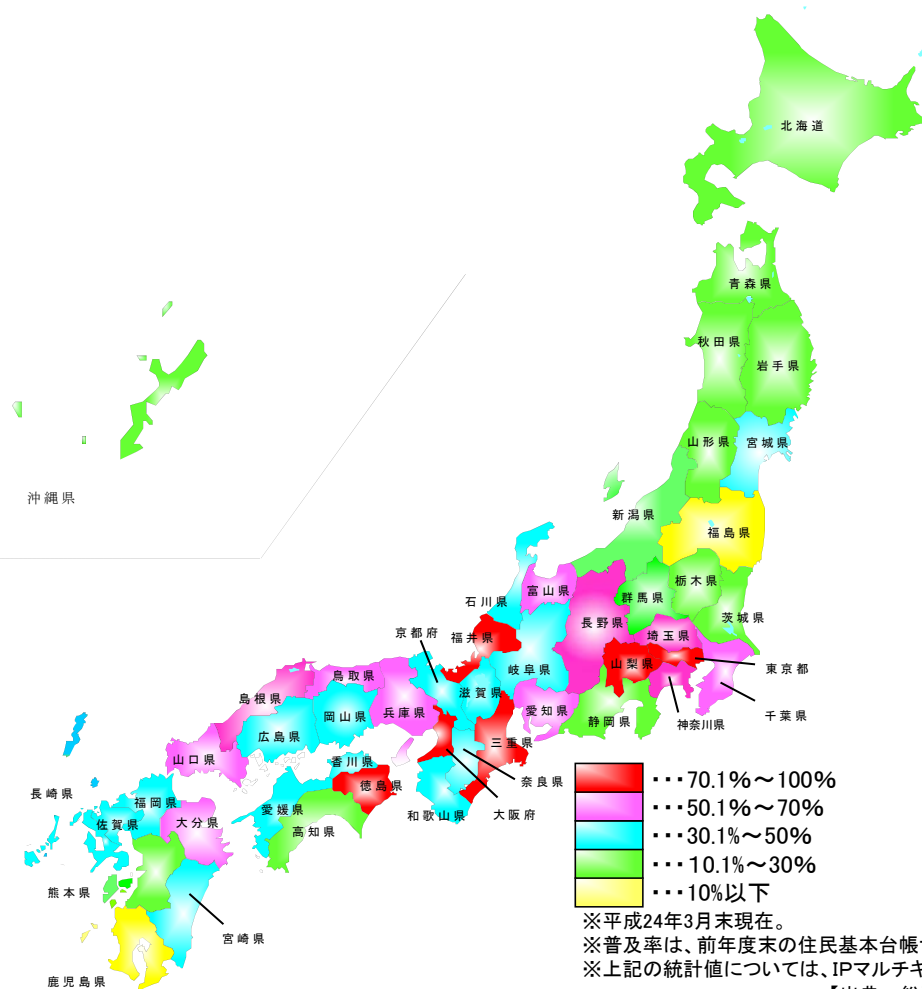 北海道
青森県
秋田県
岩手県
山形県
宮城県
沖縄県
新潟県
福島県
栃木県
富山県
群馬県
石川県
茨城県
長野県
京都府
福井県
埼玉県
山梨県
東京都
岐阜県
鳥取県
滋賀県
島根県
兵庫県
岡山県
愛知県
静岡県
神奈川県
千葉県
広島県
三重県
山口県
香川県
奈良県
徳島県
長崎県
福岡県
愛媛県
和歌山県
大阪府
佐賀県
大分県
高知県
熊本県
宮崎県
鹿児島県
・・・70.1%～100%
・・・50.1%～70%
・・・30.1%～50%
・・・10.1%～30%
・・・10%以下
※平成24年3月末現在。
※普及率は、前年度末の住民基本台帳
※上記の統計値については、IPマルチキ